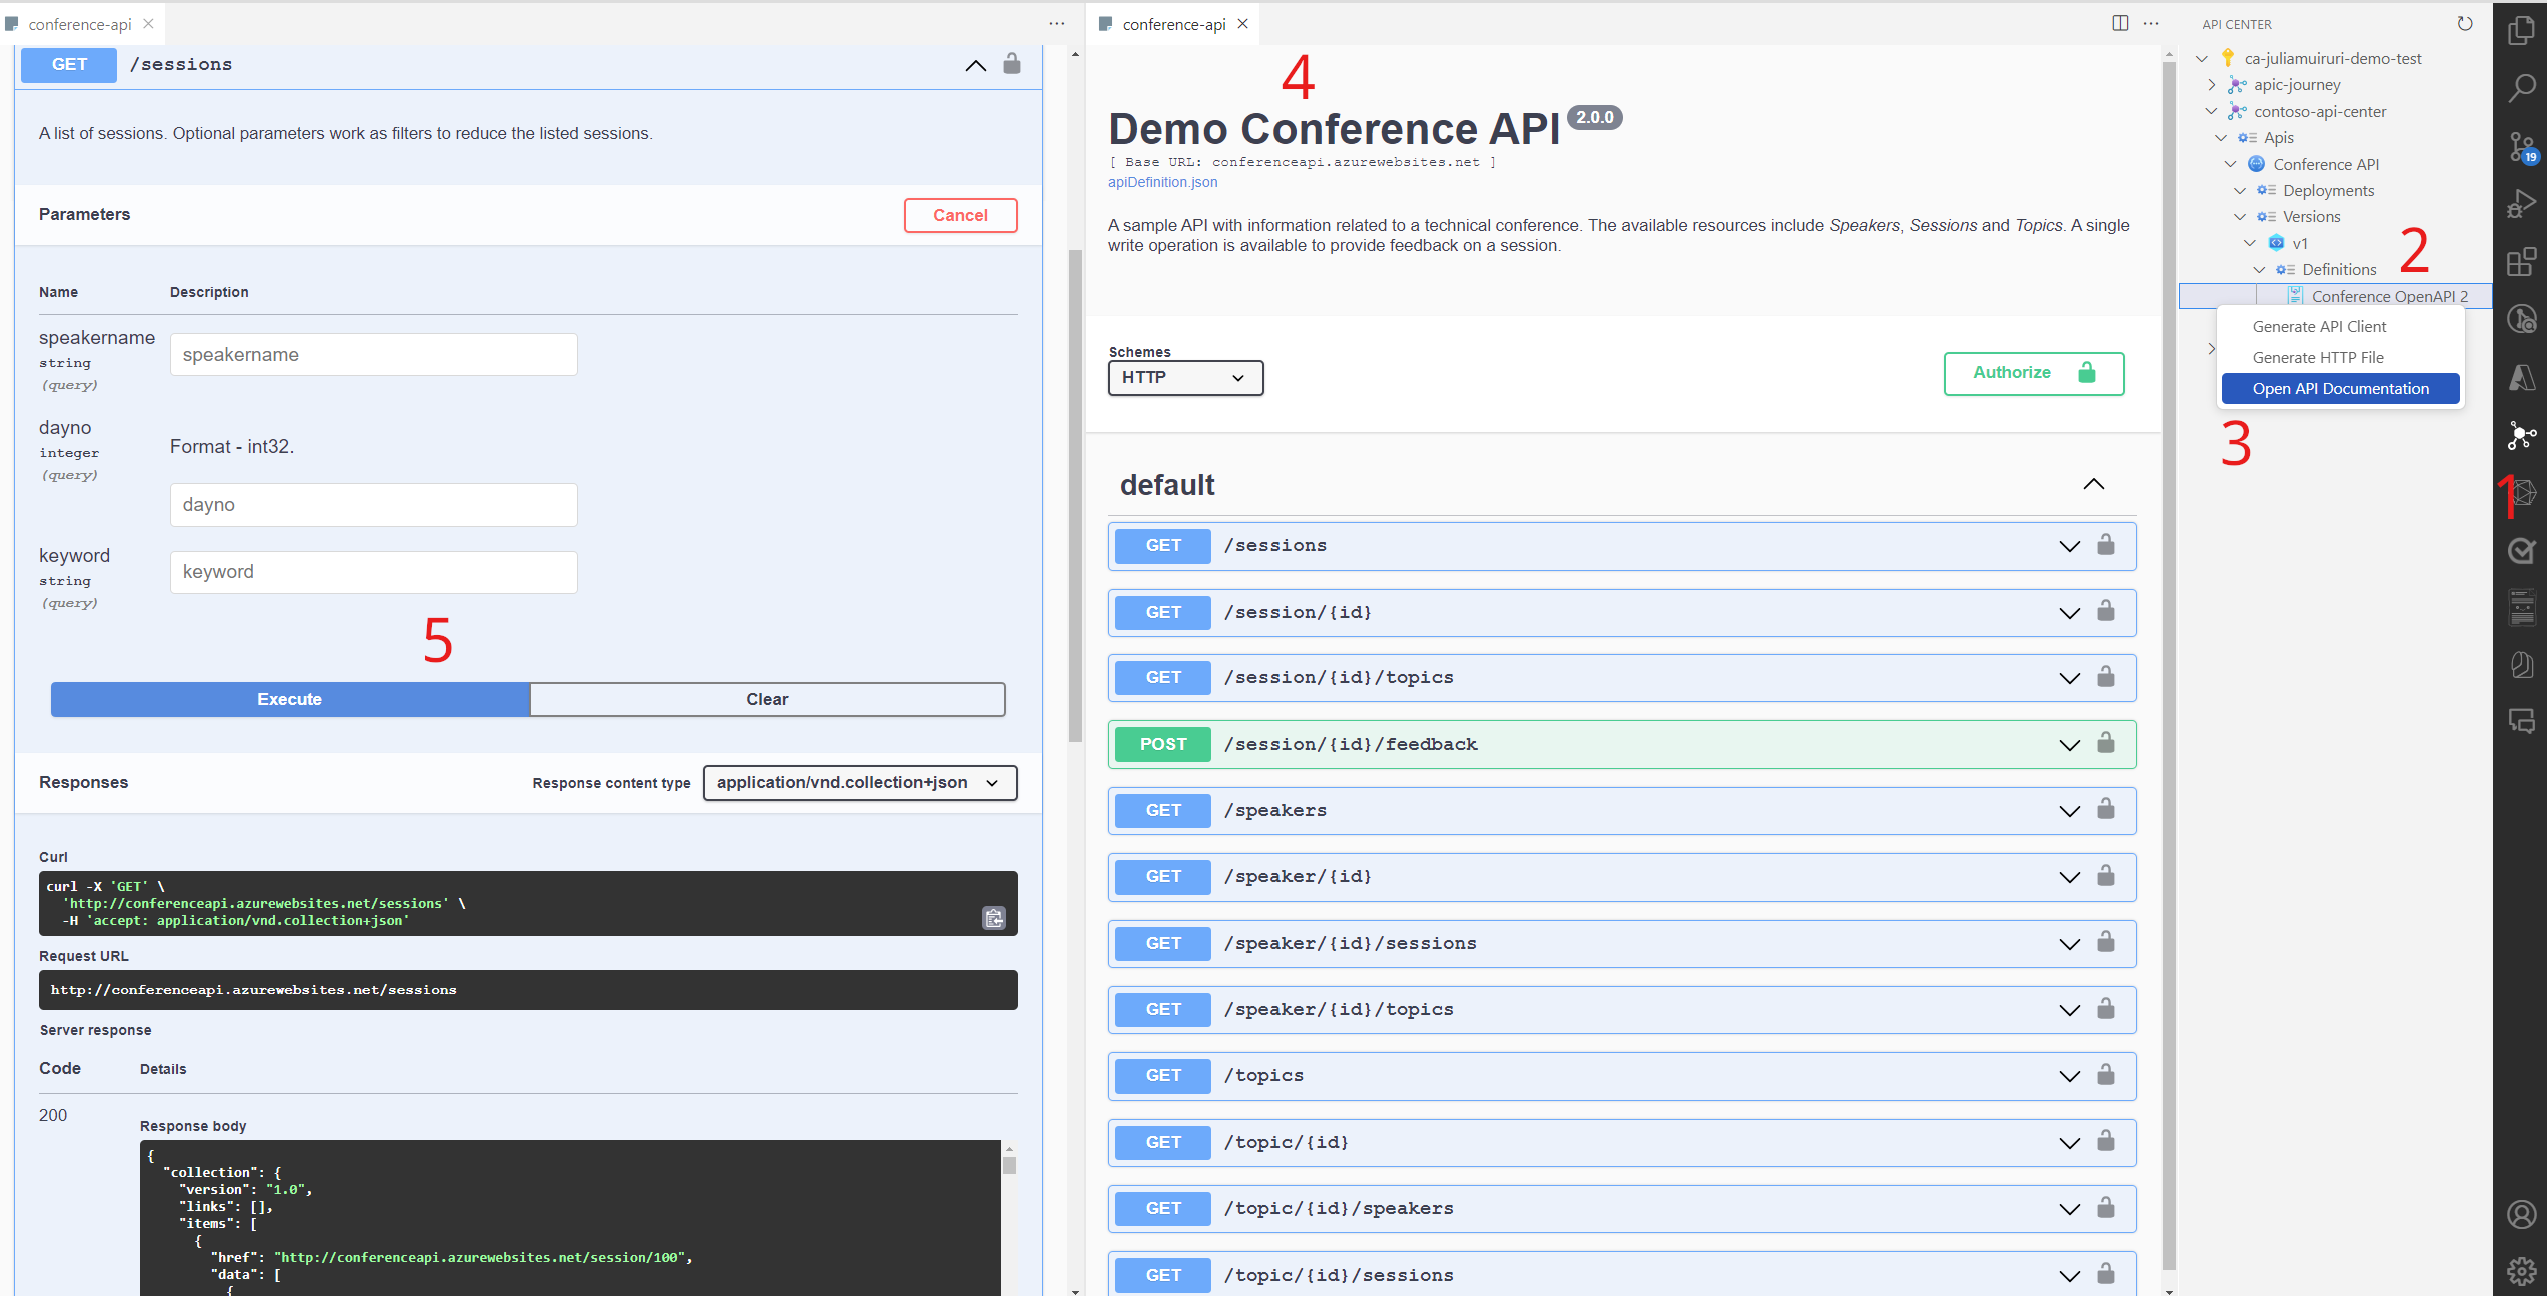 conference-api
GET /sessions
A list of sessions. Optional parameters work as filters to reduce the listed sessions.
Parameters
Cancel
Name Description
speakername
string
(query)
speakername
dayno
integer
(query)
Format - int32.
dayno
keyword
string
(query)
keyword
5
Execute
Clear
Responses
Response content type
application/vnd.collection+json
Curl
curl -X 'GET' \
'http://conferenceapi.azurewebsites.net/sessions' \
-H 'accept: application/vnd.collection+json'
Request URL
http://conferenceapi.azurewebsites.net/sessions
Server response
Code Details
200
Response body
{
"collection": {
"version": "1.0",
"links": [],
"items": [
{
"href": "http://conferenceapi.azurewebsites.net/session/100",
"data": [
{
conference-api
4
Demo Conference API 2.0.0
[ Base URL: conferenceapi.azurewebsites.net ]
apiDefinition.json
A sample API with information related to a technical conference. The available resources include Speakers, Sessions and Topics. A single
write operation is available to provide feedback on a session.
Schemes
HTTP
Authorize
default
GET /sessions
GET /session/{id}
GET /session/{id}/topics
POST /session/{id}/feedback
GET /speakers
GET /speaker/{id}
GET /speaker/{id}/sessions
GET /speaker/{id}/topics
GET /topics
GET /topic/{id}
GET /topic/{id}/speakers
GET /topic/{id}/sessions
API CENTER
ca-juliamuiruri-demo-test
apic-journey
contoso-api-center
Apis
Conference API
Deployments
Versions
v1
2
Definitions
Conference OpenAPI 2
Generate API Client
Generate HTTP File
Open API Documentation
3
19
1